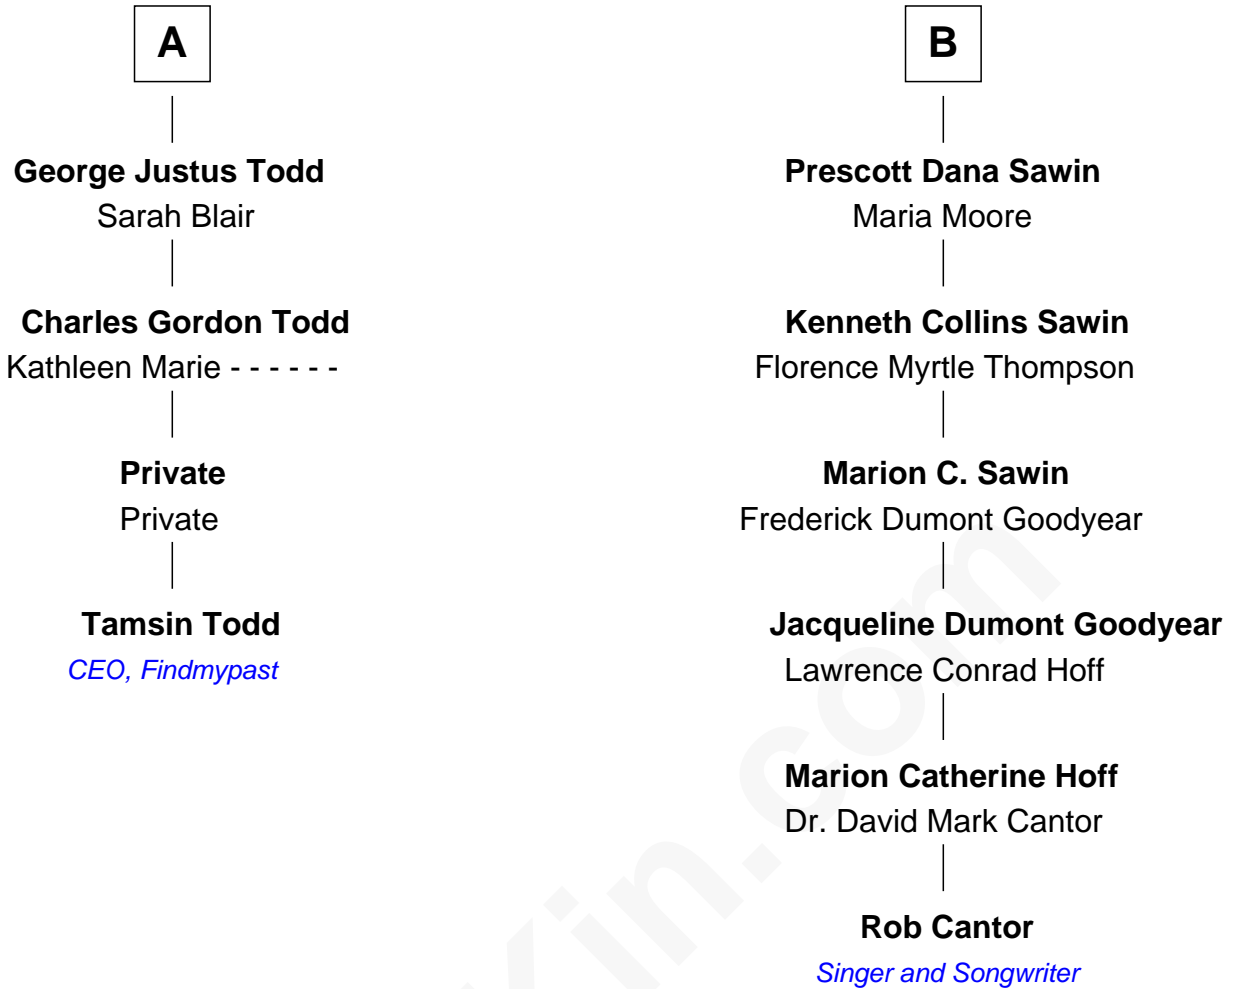 A
George Justus Todd
Sarah Blair
Charles Gordon Todd
Kathleen Marie - - - - - -
Private
Private
Tamsin Todd
CEO, Findmypast
B
Prescott Dana Sawin
Maria Moore
Kenneth Collins Sawin
Florence Myrtle Thompson
Marion C. Sawin
Frederick Dumont Goodyear
Jacqueline Dumont Goodyear
Lawrence Conrad Hoff
Marion Catherine Hoff
Dr. David Mark Cantor
Rob Cantor
Singer and Songwriter
Kin.com